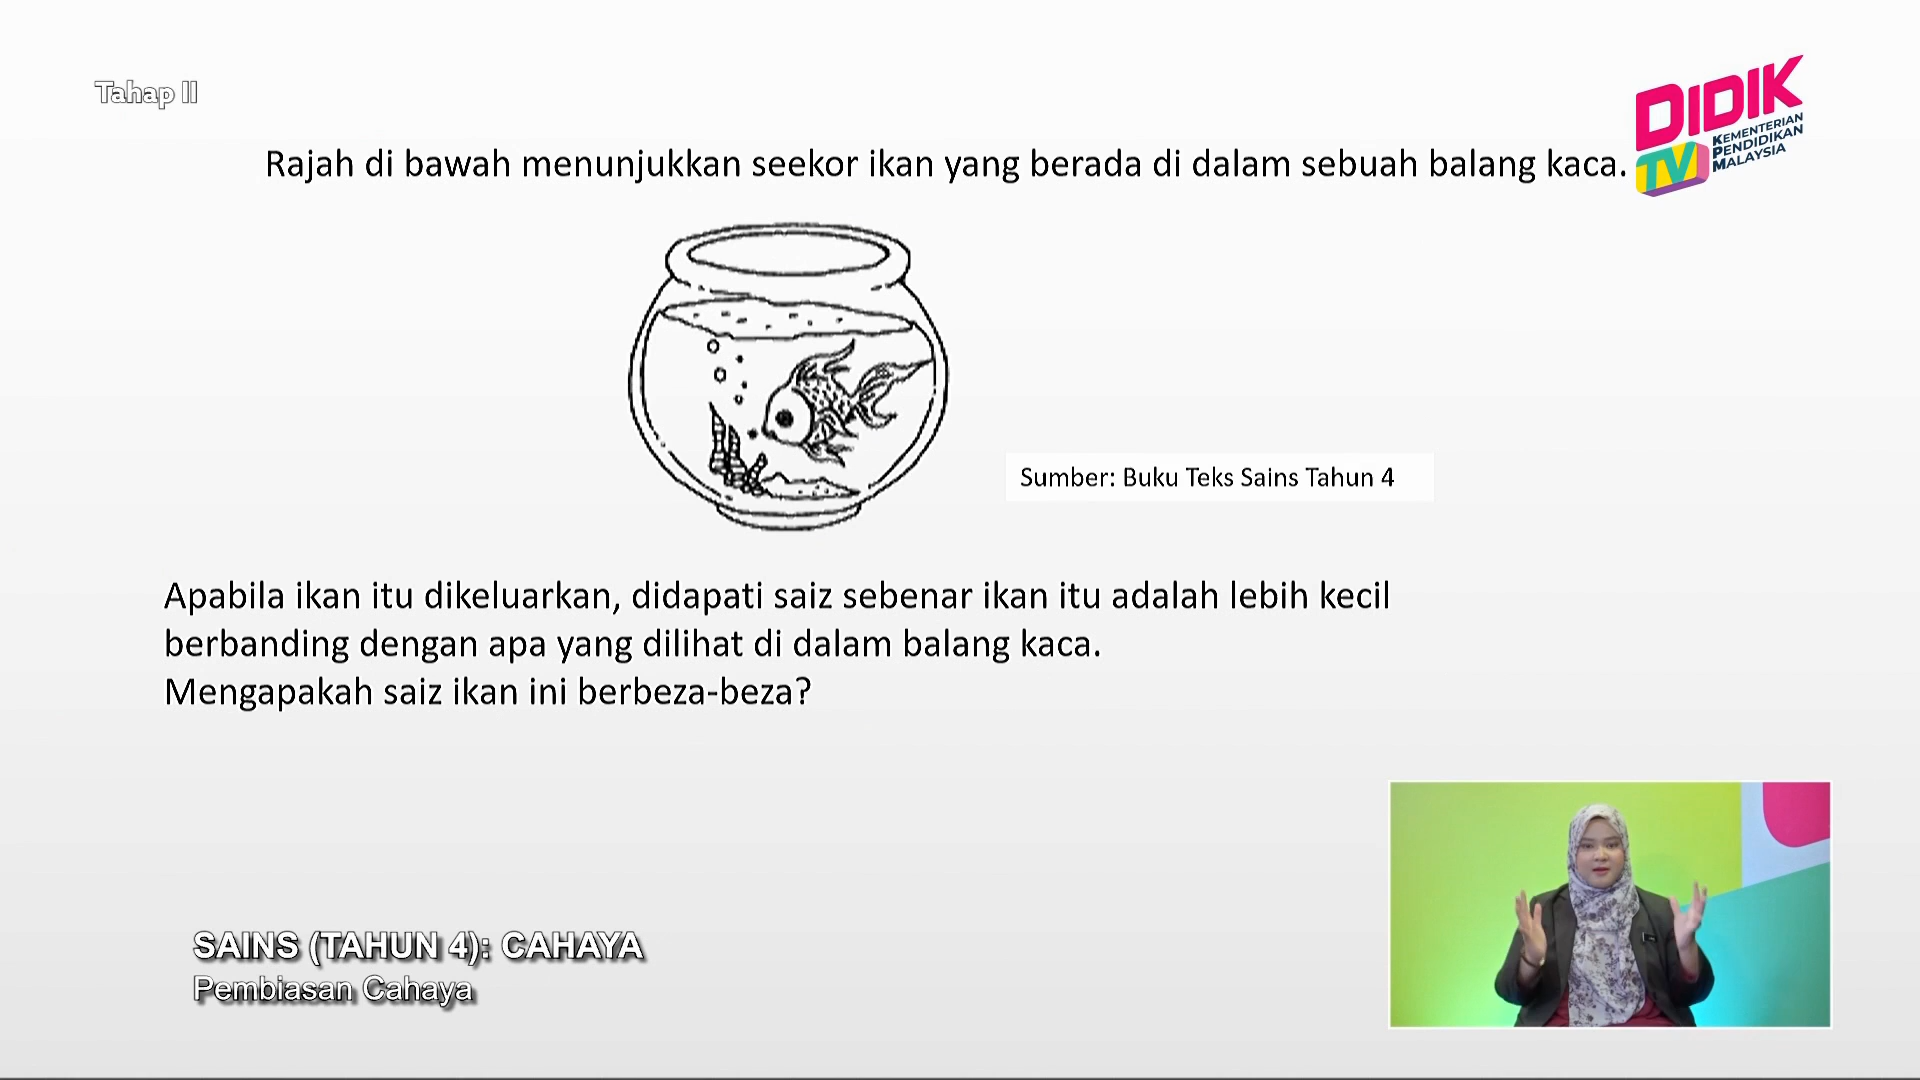 Tahap II
DIDIK
TV
KEMENTERIAN
PENDIDIKAN
MALAYSIA
Rajah di bawah menunjukkan seekor ikan yang berada di dalam sebuah balang kaca.
Sumber: Buku Teks Sains Tahun 4
Apabila ikan itu dikeluarkan, didapati saiz sebenar ikan itu adalah lebih kecil
berbanding dengan apa yang dilihat di dalam balang kaca.
Mengapakah saiz ikan ini berbeza-beza?
SAINS (TAHUN 4): CAHAYA
Pembiasan Cahaya